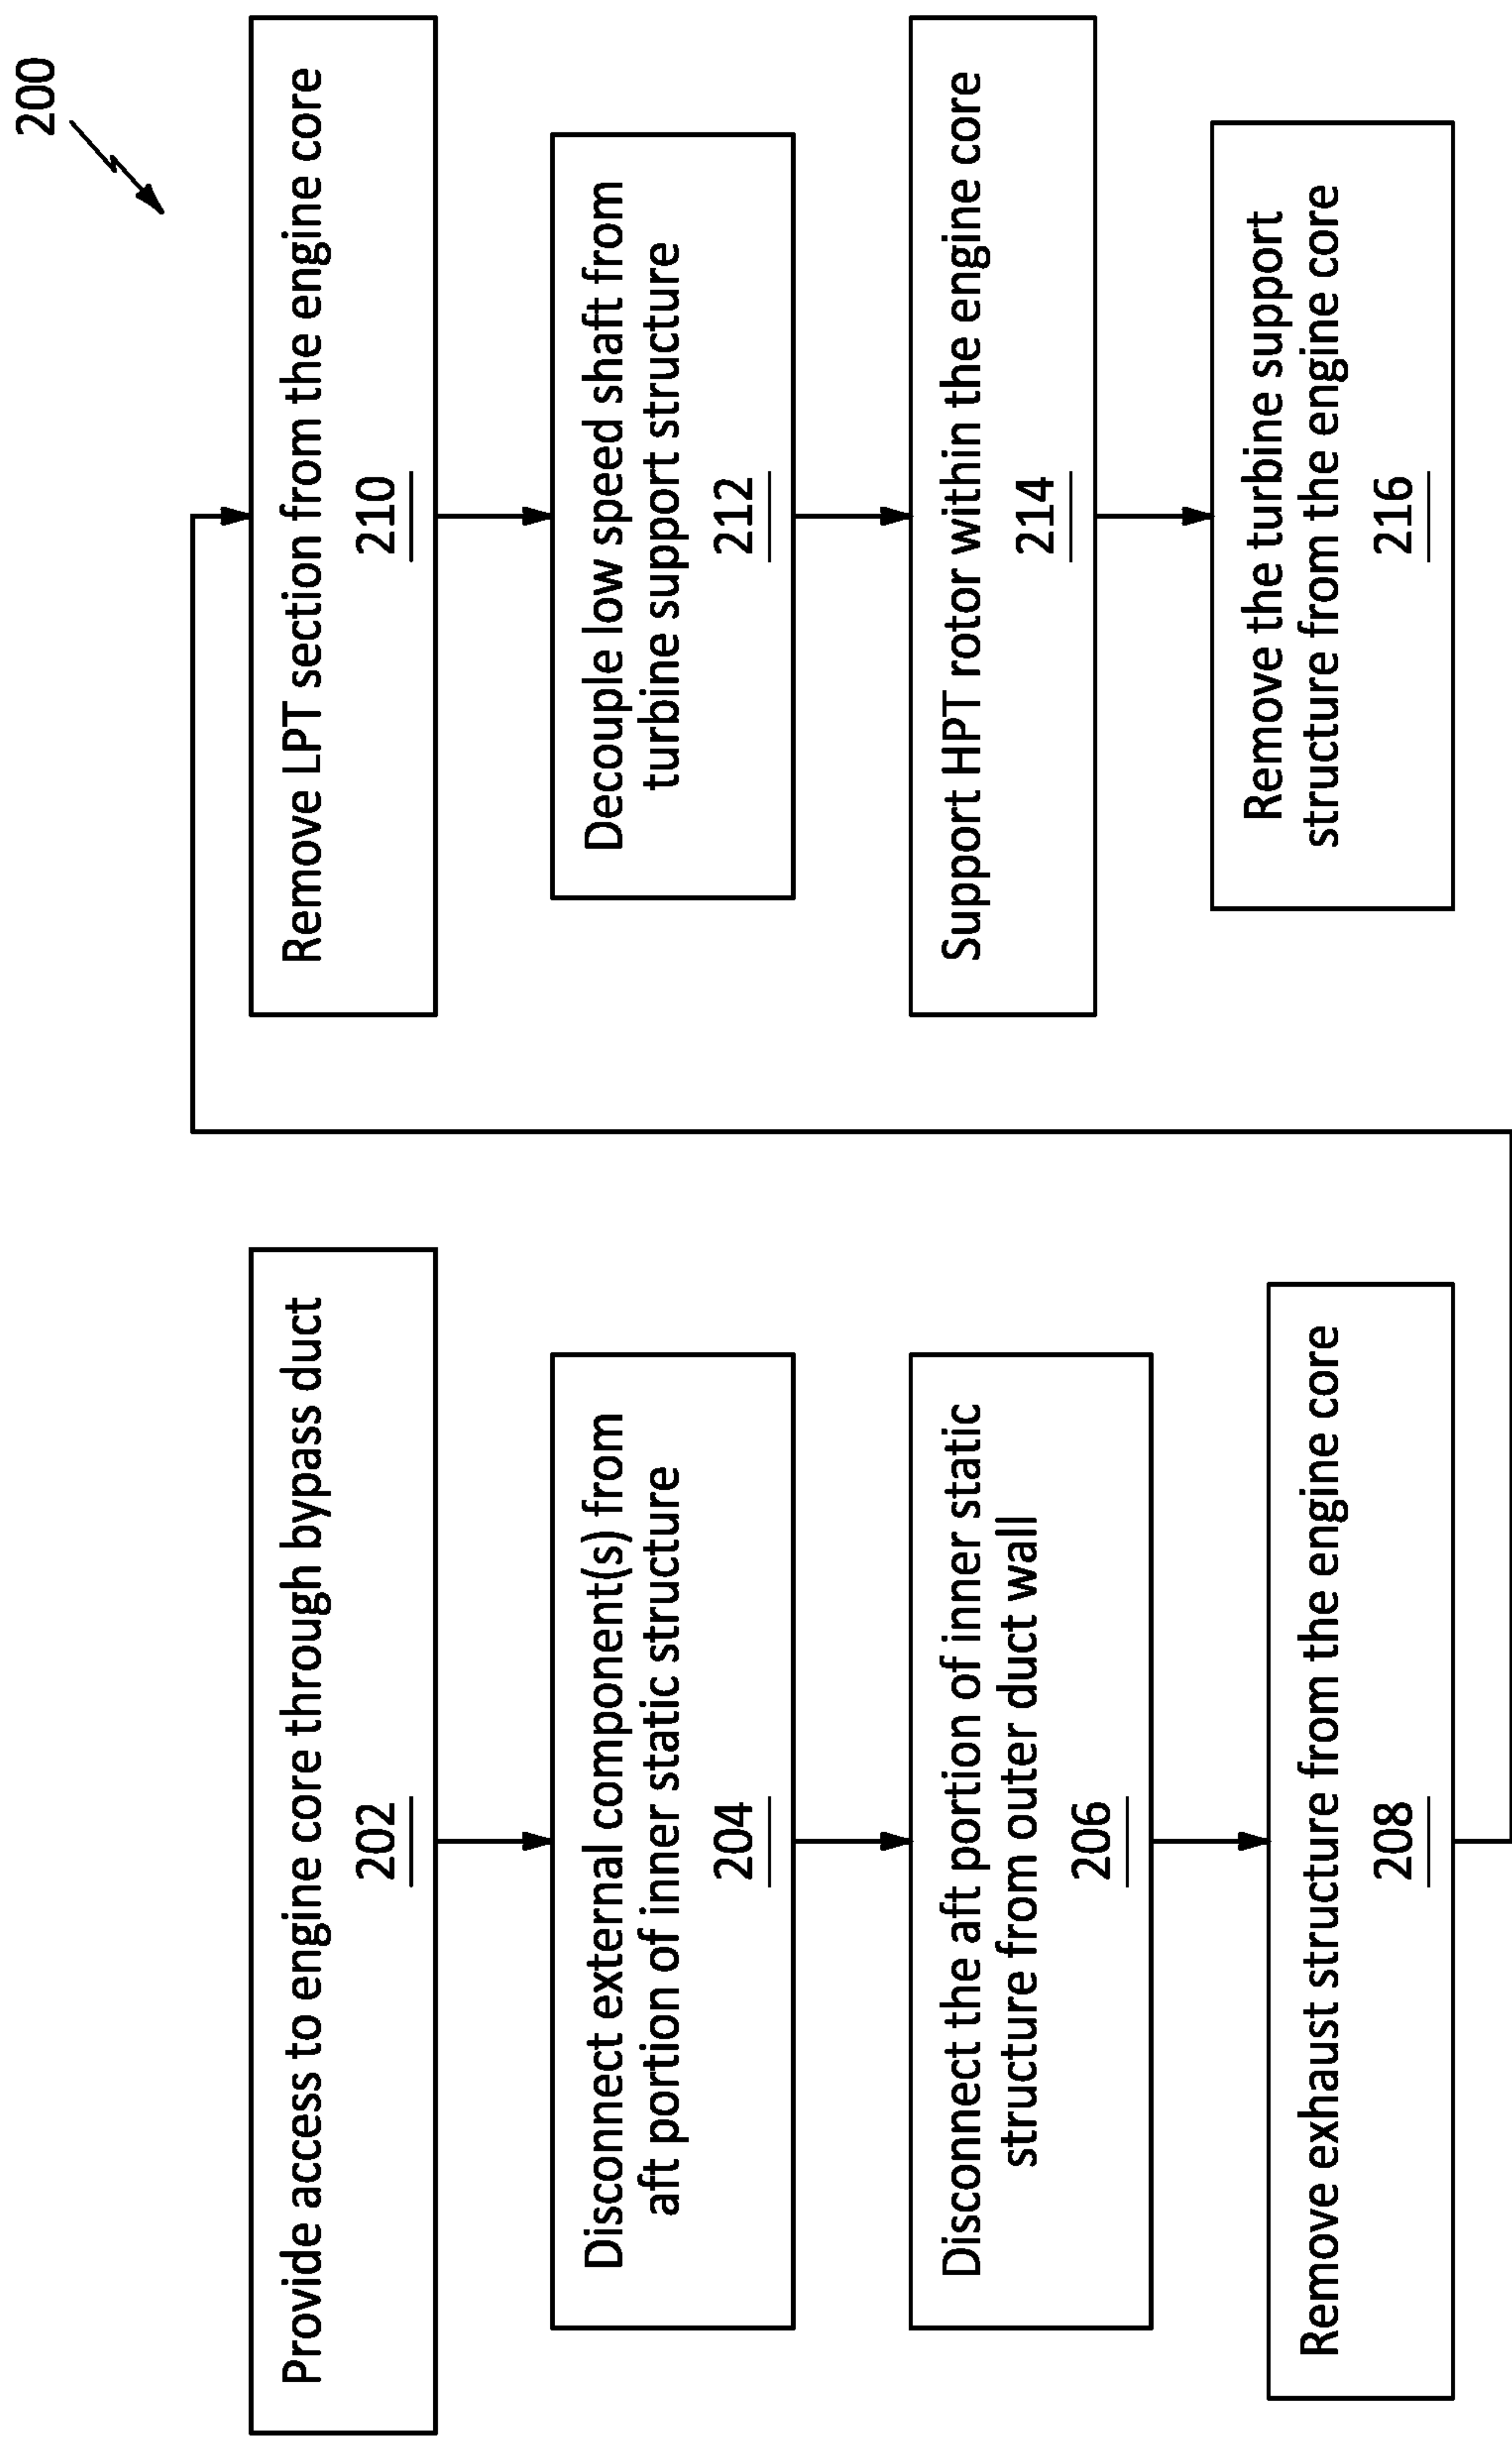 200
Provide access to engine core through bypass duct
202
Disconnect external component(s) from
aft portion of inner static structure
204
Disconnect the aft portion of inner static
structure from outer duct wall
206
Remove exhaust structure from the engine core
208
Remove LPT section from the engine core
210
Decouple low speed shaft from
turbine support structure
212
Support HPT rotor within the engine core
214
Remove the turbine support
structure from the engine core
216